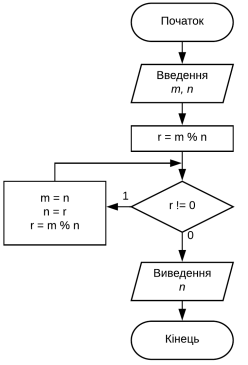 Початок
Введення
m, n
r = m % n
m = n
n = r
r = m % n
1
r != 0
0
Виведення
n
Кінець